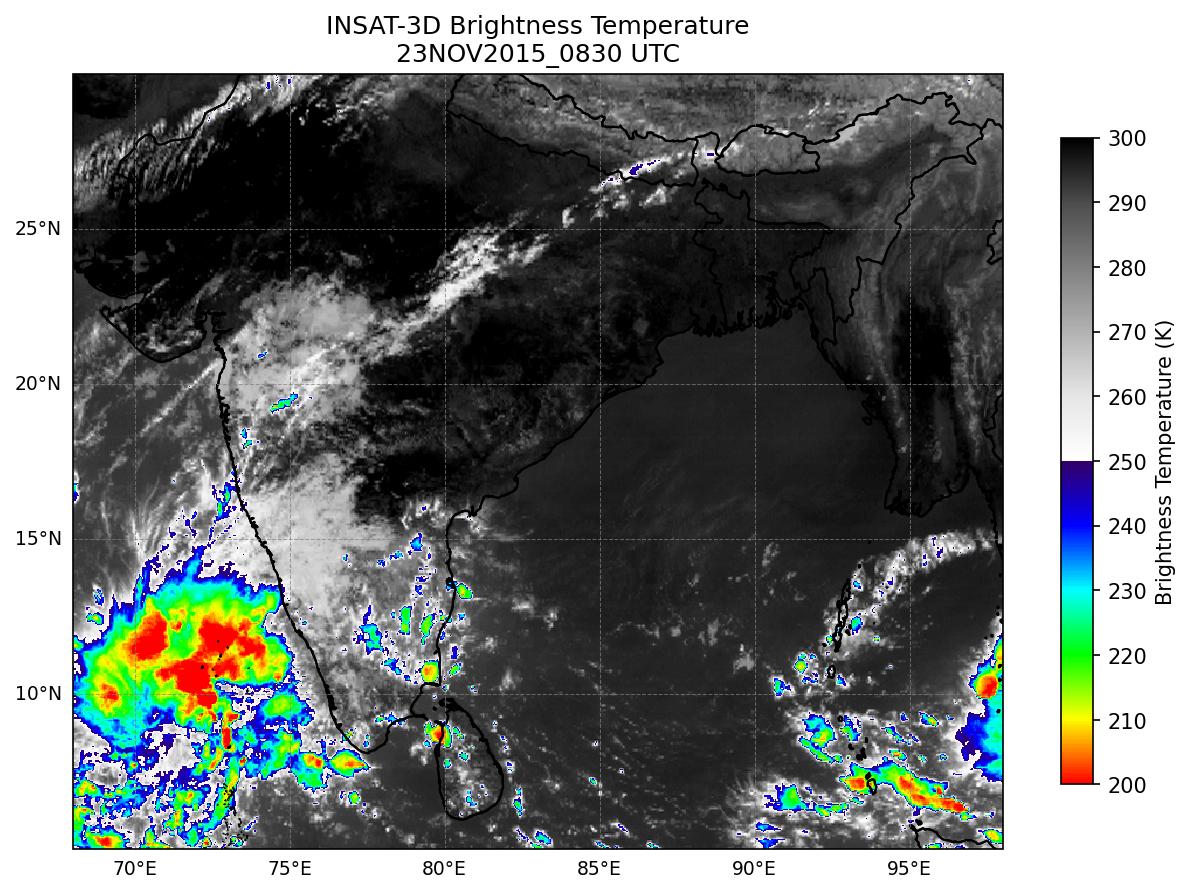 INSAT-3D Brightness Temperature
23NOV2015_0830 UTC
25°N
20°N
15°N
10°N
70°E
75°E
80°E
85°E
90°E
95°E
300
290
280
270
260
250
240
230
220
210
200
Brightness Temperature (K)